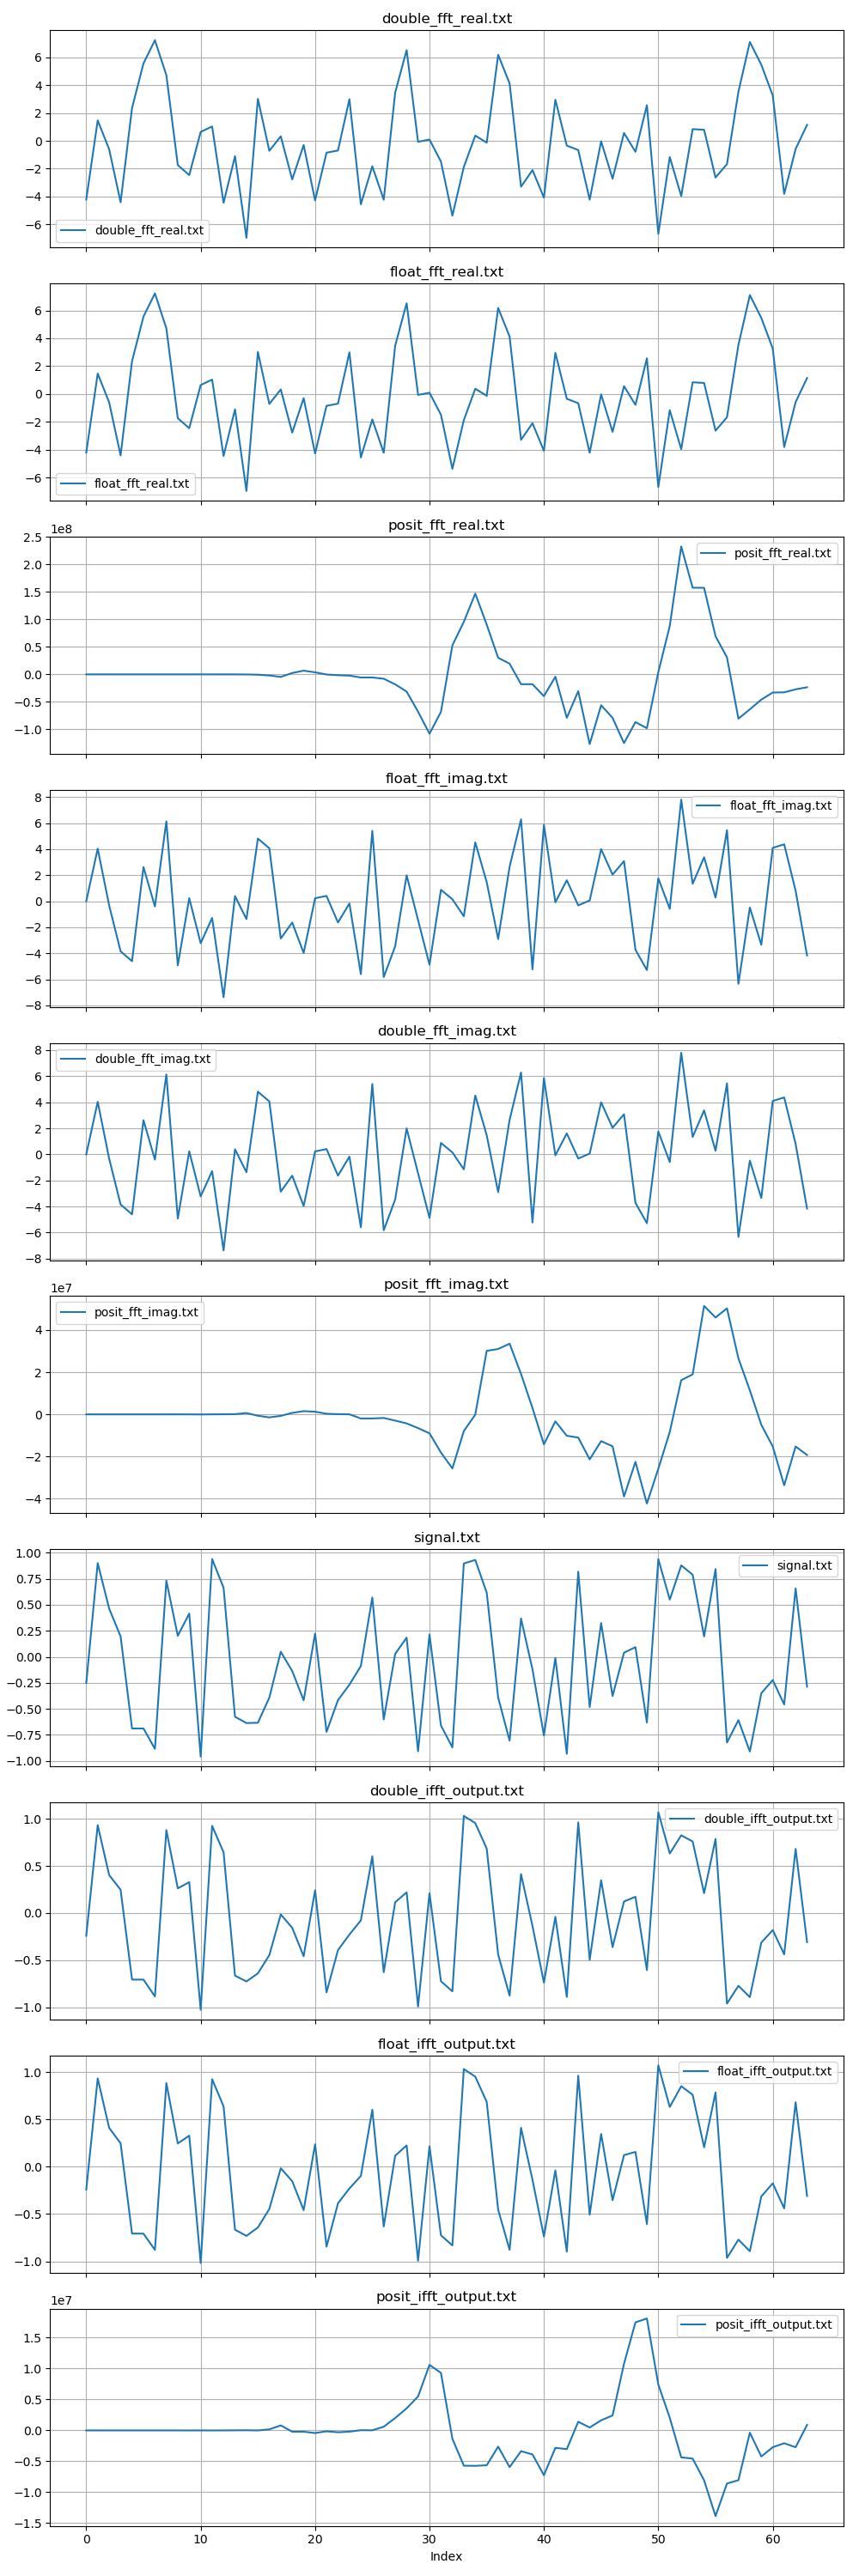 double_fft_real.txt
6
4
2
0
−2
−4
−6
double_fft_real.txt
float_fft_real.txt
6
4
2
0
−2
−4
−6
float_fft_real.txt
posit_fft_real.txt
1e8
2.5
2.0
1.5
1.0
0.5
0.0
−0.5
−1.0
posit_fft_real.txt
float_fft_imag.txt
8
6
4
2
0
−2
−4
−6
−8
float_fft_imag.txt
double_fft_imag.txt
8
6
4
2
0
−2
−4
−6
−8
double_fft_imag.txt
posit_fft_imag.txt
1e7
4
2
0
−2
−4
posit_fft_imag.txt
signal.txt
1.00
0.75
0.50
0.25
0.00
−0.25
−0.50
−0.75
−1.00
signal.txt
double_ifft_output.txt
1.0
0.5
0.0
−0.5
−1.0
double_ifft_output.txt
float_ifft_output.txt
1.0
0.5
0.0
−0.5
−1.0
float_ifft_output.txt
posit_ifft_output.txt
1e7
1.5
1.0
0.5
0.0
−0.5
−1.0
−1.5
posit_ifft_output.txt
0 10 20 30 40 50 60
Index